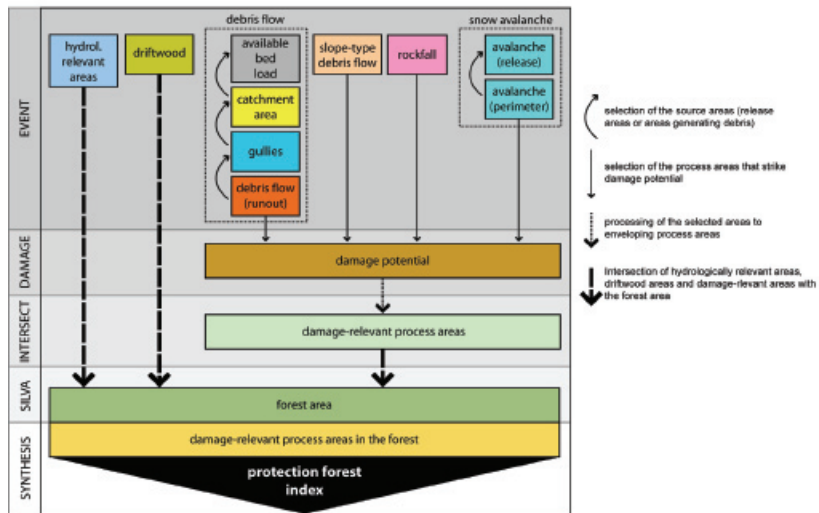 debris flow
snow avalanche
hydrol.
relevant
areas
driftwood
available
bed
load
catchment
area
gullies
debris flow
(runout)
slope-type
debris flow
rockfall
avalanche
(release)
avalanche
(perimeter)
EVENT
DAMAGE
damage potential
INTERSECT
damage-relevant process areas
SILVA
forest area
SYNTHESIS
damage-relevant process areas in the forest
protection forest
index
selection of the source areas (release
areas or areas generating debris)
selection of the process areas that strike
damage potential
processing of the selected areas to
enveloping process areas
Intersection of hydrologically relevant areas,
driftwood areas and damage-rlevant areas with
the forest area